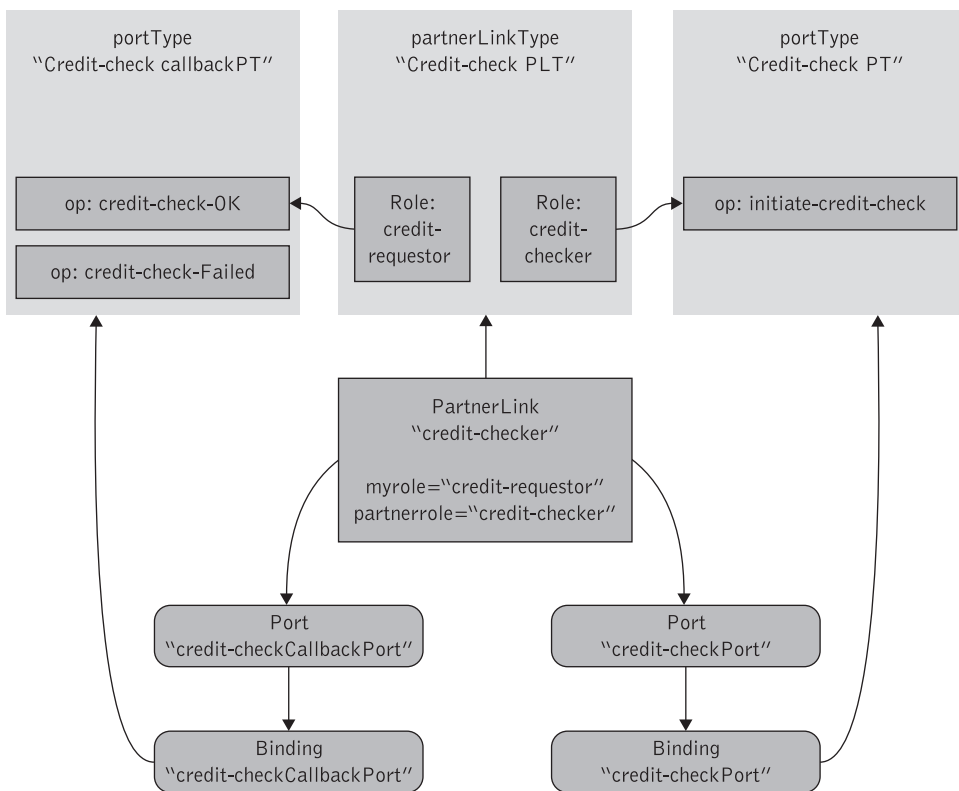 portType
“Credit-check callbackPT”
op: credit-check-OK
op: credit-check-Failed
partnerLinkType
“Credit-check PLT”
Role:
credit-
requestor
Role:
credit-
checker
portType
“Credit-check PT”
op: initiate-credit-check
PartnerLink
“credit-checker”
myrole=“credit-requestor”
partnerrole=“credit-checker”
Port
“credit-checkCallbackPort”
Port
“credit-checkPort”
Binding
“credit-checkCallbackPort”
Binding
“credit-checkPort”